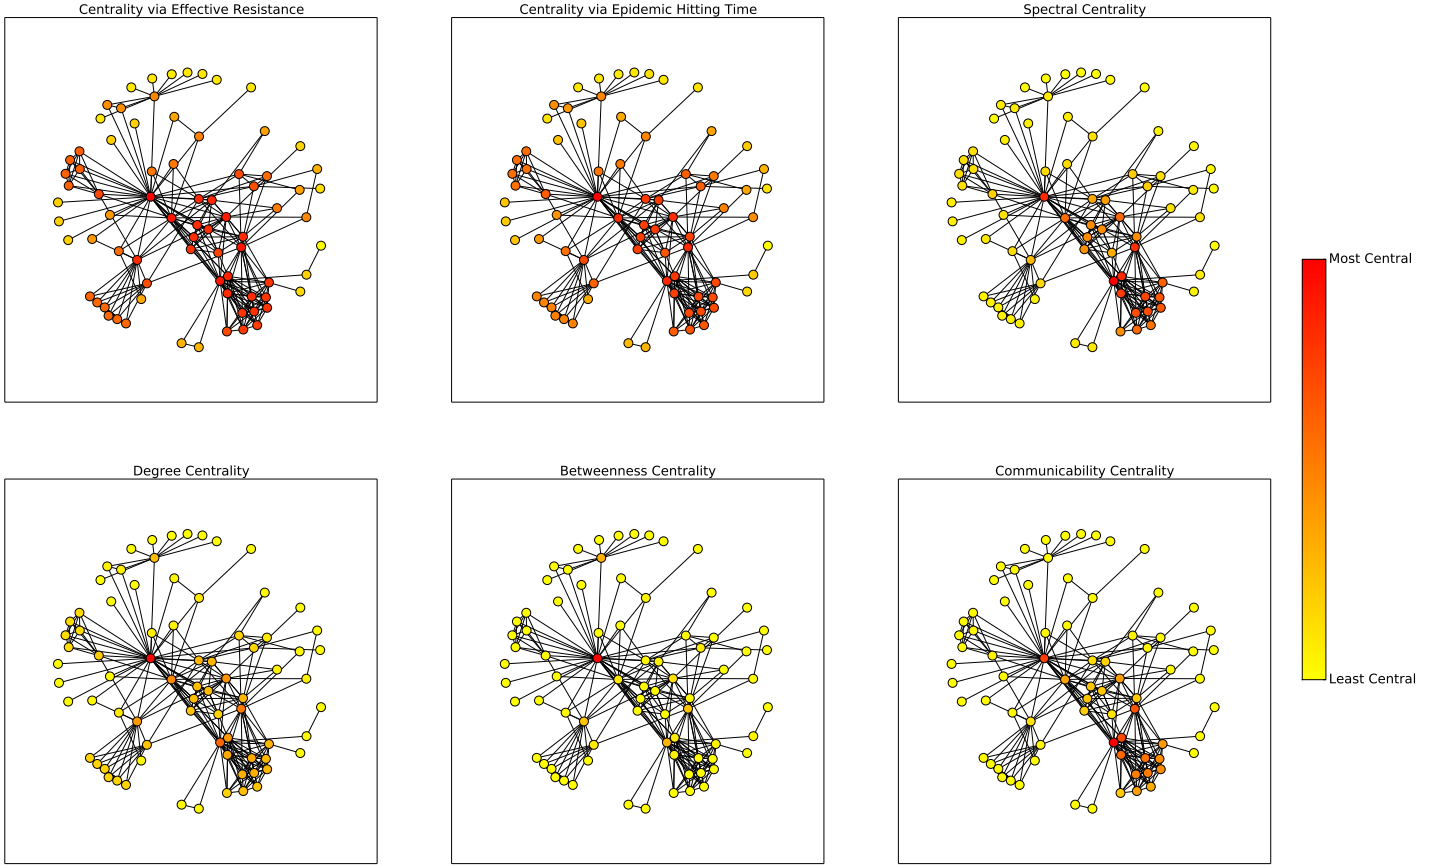 Centrality via Effective Resistance
Centrality via Epidemic Hitting Time
Spectral Centrality
Most Central
Degree Centrality
Betweenness Centrality
Communicability Centrality
Least Central